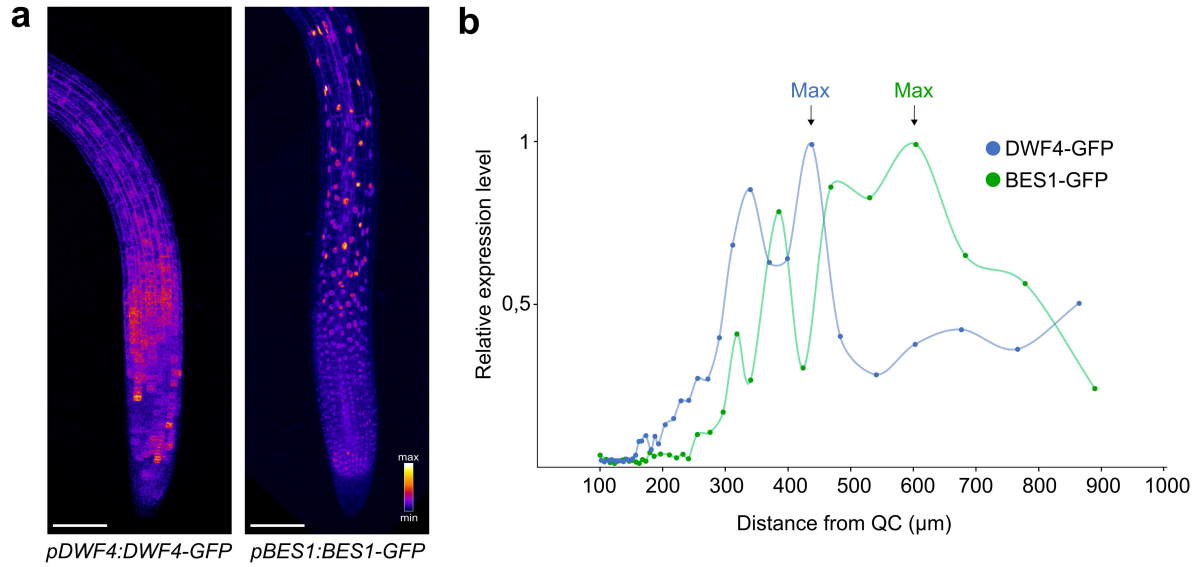 a
max
min
pDWF4:DWF4-GFP
pBES1:BES1-GFP
b
Max
Max
DWF4-GFP
BES1-GFP
Relative expression level
1
0,5
100 200 300 400 500 600 700 800 900 1000
Distance from QC (μm)